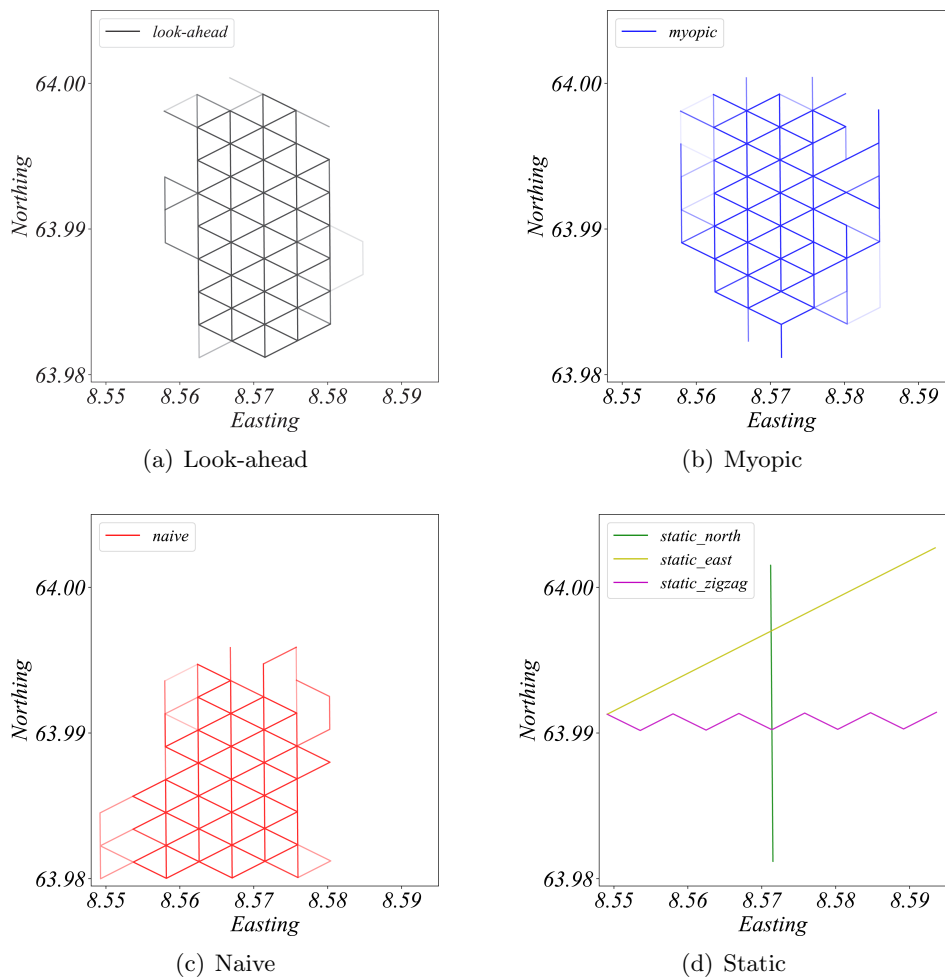 look-ahead
64.00
63.99
63.98
Northing
8.55 8.56 8.57 8.58 8.59
Easting
(a) Look-ahead
myopic
64.00
63.99
63.98
Northing
8.55 8.56 8.57 8.58 8.59
Easting
(b) Myopic
naive
64.00
63.99
63.98
Northing
8.55 8.56 8.57 8.58 8.59
Easting
(c) Naive
static_north
static_east
static_zigzag
64.00
63.99
63.98
Northing
8.55 8.56 8.57 8.58 8.59
Easting
(d) Static